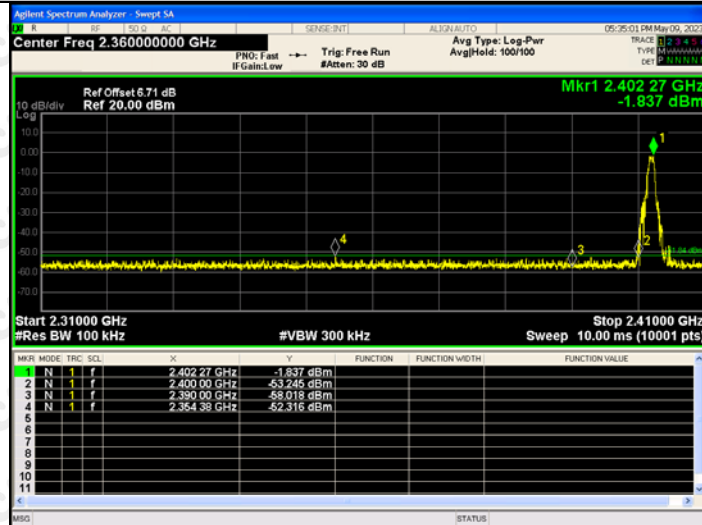 Agilent Spectrum Analyzer - Swept SA
R RF 50 Ω AC SENSE:INT ALIGN AUTO 05:35:01 PM May 09, 2023
Center Freq 2.360000000 GHz
PNO: Fast Trig: Free Run Avg Type: Log-Pwr TRACE 1 2 3 4 5
IFGain:Low #Atten: 30 dB Avg|Hold: 100/100 TYPE M
DET P N N N N
Mkr1 2.402 27 GHz
-1.837 dBm
Ref Offset 6.71 dB
10 dB/div Ref 20.00 dBm
Log
10.0
0.00
-10.0
-20.0
-30.0
-40.0
-50.0
-60.0
-70.0
1
2
3
4
Start 2.31000 GHz Stop 2.41000 GHz
#Res BW 100 kHz #VBW 300 kHz Sweep 10.00 ms (10001 pts)
MKR MODE TRC SCL X Y FUNCTION FUNCTION WIDTH FUNCTION VALUE
1 N 1 f 2.402 27 GHz -1.837 dBm
2 N 1 f 2.400 00 GHz -53.245 dBm
3 N 1 f 2.390 00 GHz -58.018 dBm
4 N 1 f 2.354 38 GHz -52.316 dBm
5
6
7
8
9
10
11
MSG STATUS